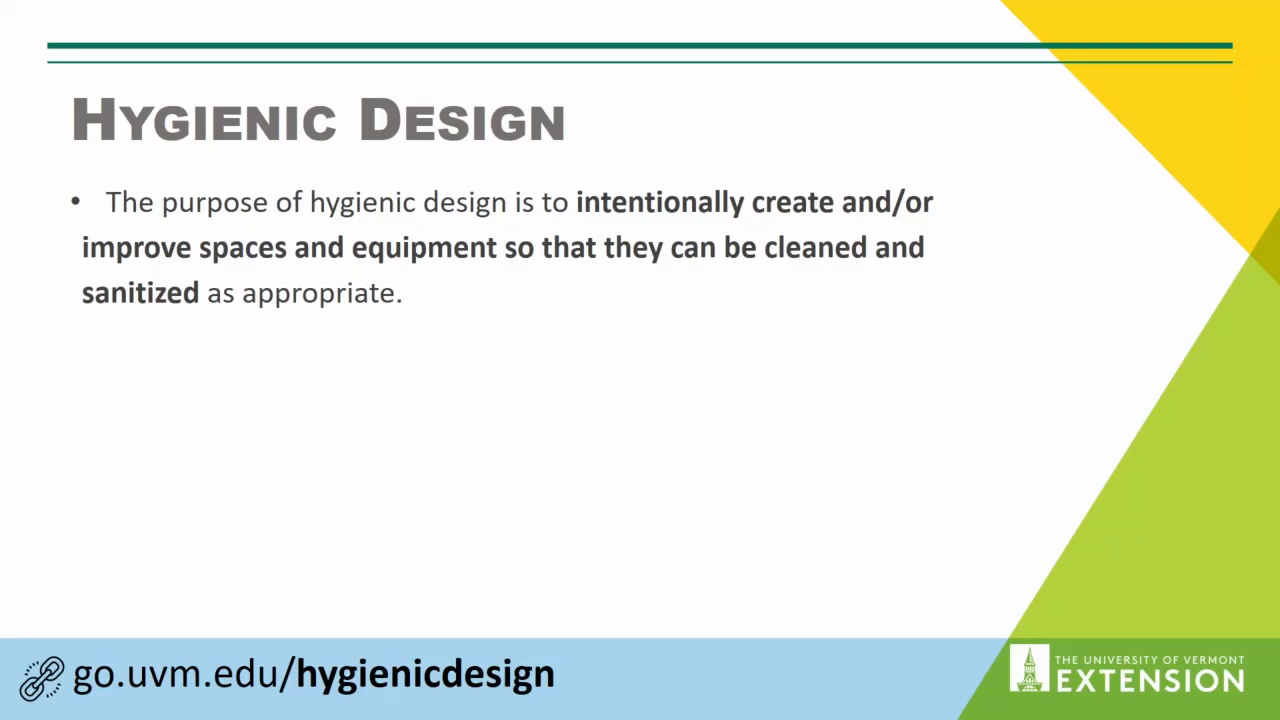 HYGIENIC DESIGN
• The purpose of hygienic design is to intentionally create and/or
improve spaces and equipment so that they can be cleaned and
sanitized as appropriate.
go.uvm.edu/hygienicdesign
THE UNIVERSITY OF VERMONT
EXTENSION